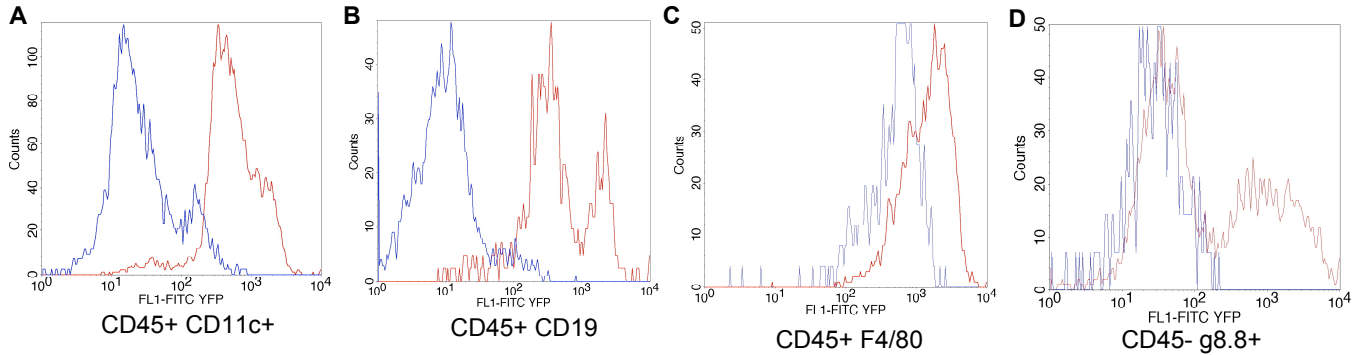 A
100
80
60
40
20
0
Counts
10^0 10^1 10^2 10^3 10^4
FL1-FITC YFP
CD45+ CD11c+
B
40
30
20
10
0
Counts
10^0 10^1 10^2 10^3 10^4
FL1-FITC YFP
CD45+ CD19
C
50
40
30
20
10
0
Counts
10^0 10^1 10^2 10^3 10^4
FL1-FITC YFP
CD45+ F4/80
D
50
40
30
20
10
0
Counts
10^0 10^1 10^2 10^3 10^4
FL1-FITC YFP
CD45- g8.8+